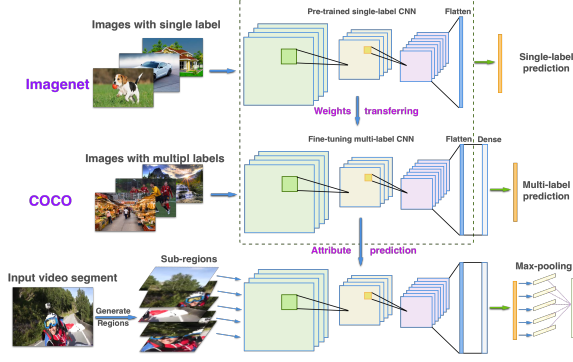 Images with single label
Pre-trained single-label CNN
Flatten
Imagenet
Single-label
prediction
Weights transferring
Images with multipl labels
Fine-tuning multi-label CNN
Flatten Dense
COCO
Multi-label
prediction
Attribute prediction
Input video segment
Sub-regions
Max-pooling
Generate
Regions